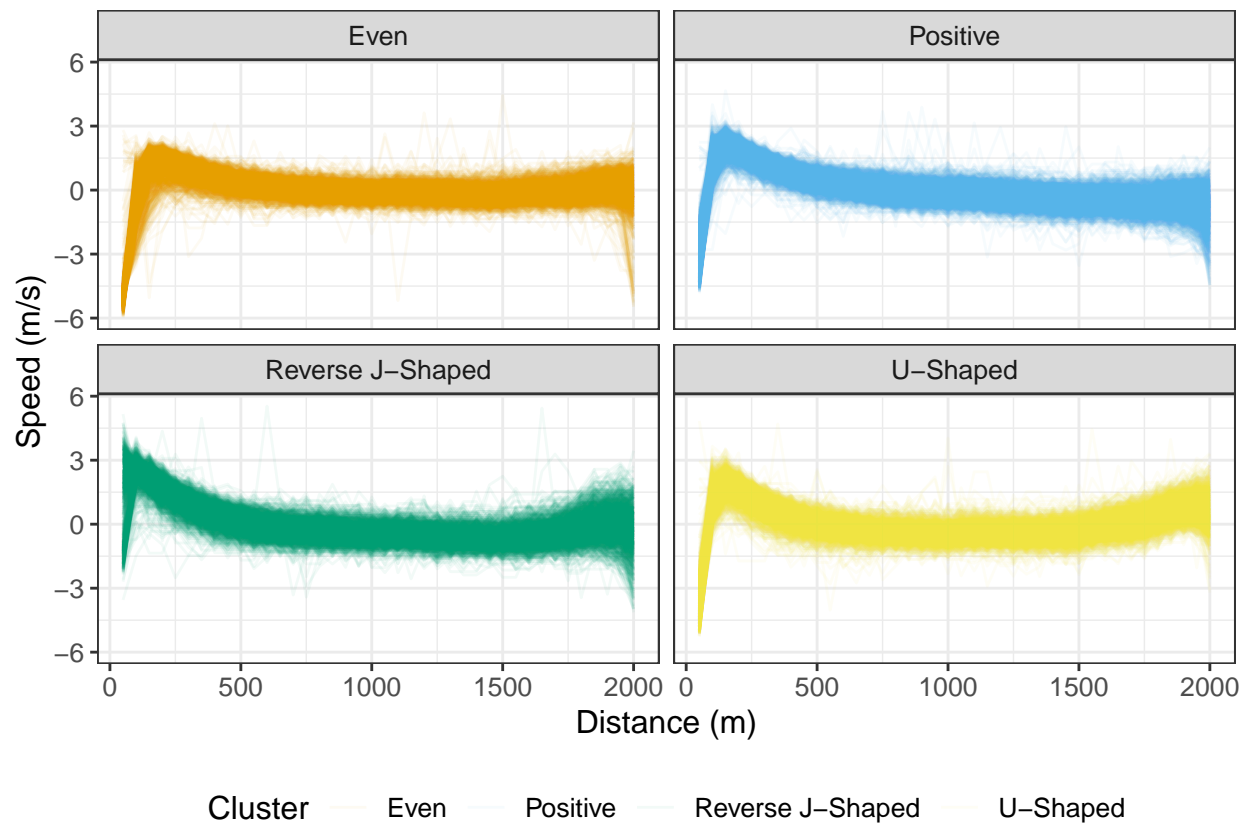 Even
Positive
6
3
0
−3
−6
Reverse J−Shaped
U−Shaped
6
3
0
−3
−6
Speed (m/s)
0 500 1000 1500 2000
0 500 1000 1500 2000
Distance (m)
Cluster Even Positive Reverse J−Shaped U−Shaped